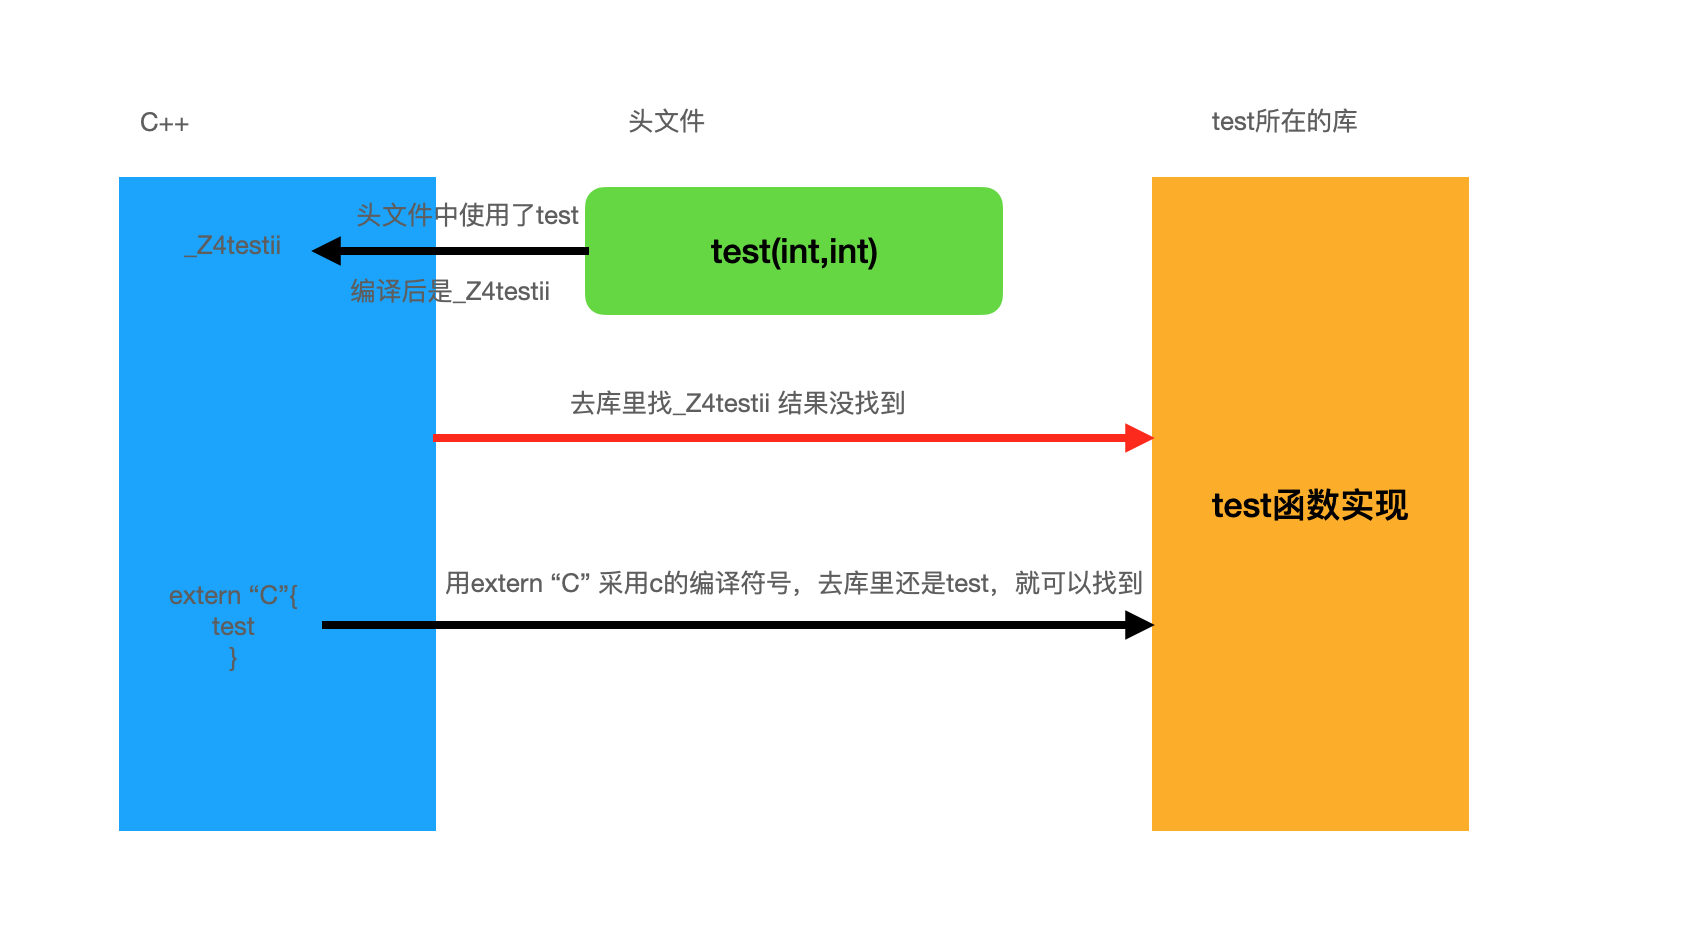 C++
头文件
test所在的库
头文件中使用了test
_Z4testii
test(int,int)
编译后是_Z4testii
去库里找_Z4testii 结果没找到
test函数实现
用extern “C” 采用c的编译符号，去库里还是test，就可以找到
extern “C”{
test
}